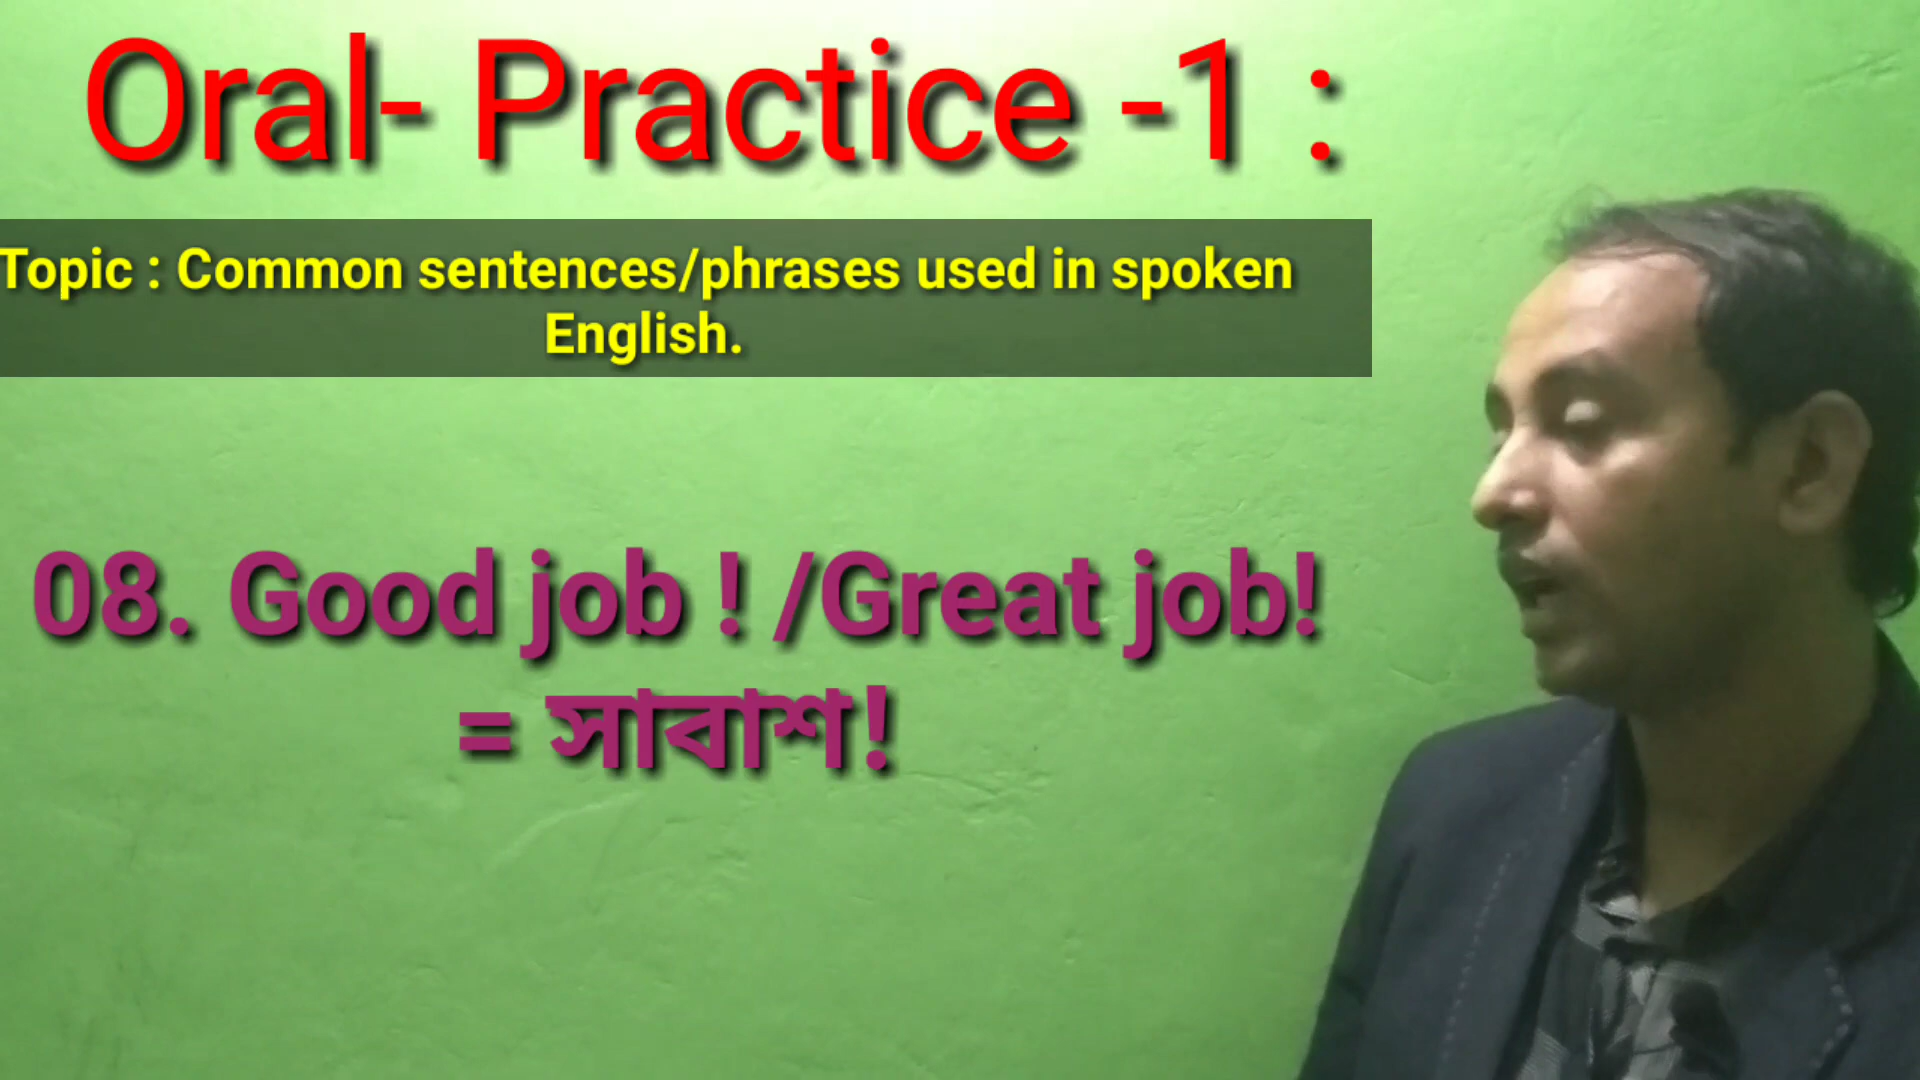 Oral- Practice -1 :
Topic : Common sentences/phrases used in spoken
English.
08. Good job ! /Great job!
= সাবাশ!